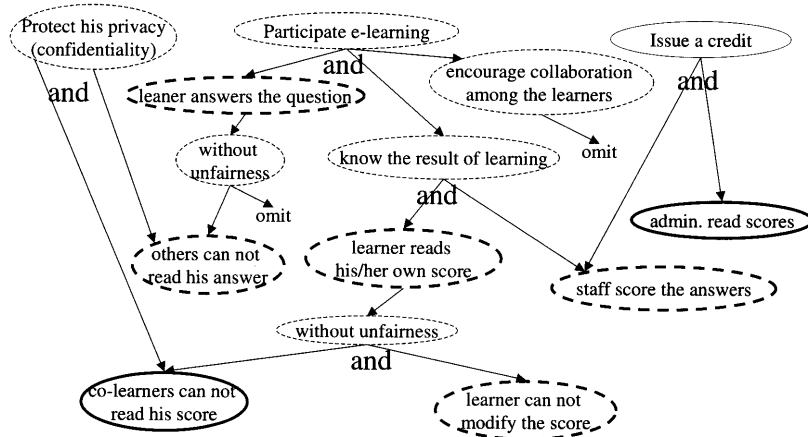 Protect his privacy
(confidentiality)
Participate e-learning
Issue a credit
and
and
and
leaner answers the question
encourage collaboration
among the learners
without
unfairness
know the result of learning
omit
and
omit
admin. read scores
others can not
read his answer
learner reads
his/her own score
staff score the answers
without unfairness
and
co-learners can not
read his score
learner can not
modify the score